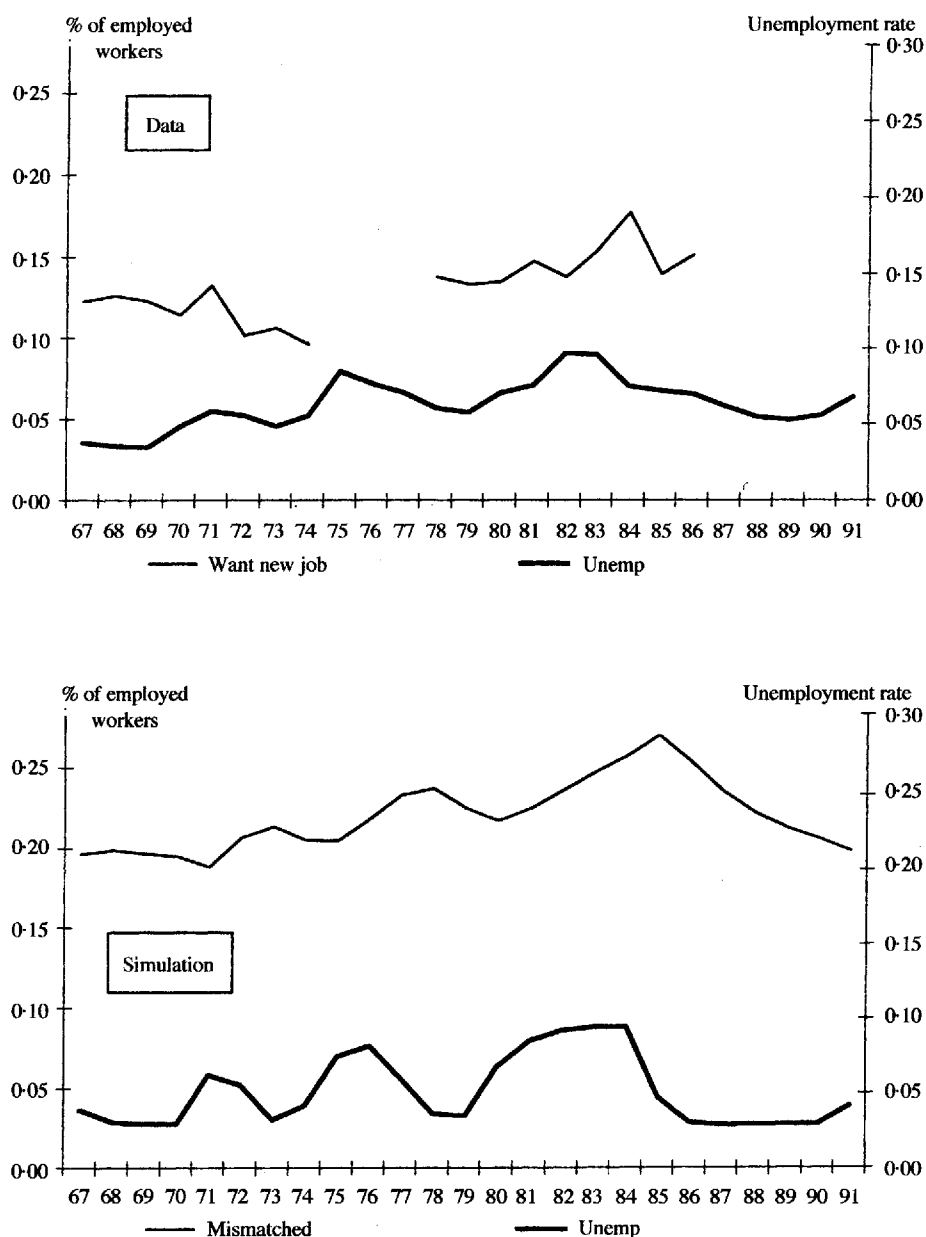 % of employed workers
Unemployment rate
0·30
0·25
0·25
0·20
0·20
0·15
0·15
0·10
0·10
0·05
0·05
0·00
0·00
Data
67 68 69 70 71 72 73 74 75 76 77 78 79 80 81 82 83 84 85 86 87 88 89 90 91
Want new job
Unemp
% of employed workers
Unemployment rate
0·30
0·25
0·25
0·20
0·20
0·15
0·15
0·10
0·10
0·05
0·05
0·00
0·00
Simulation
67 68 69 70 71 72 73 74 75 76 77 78 79 80 81 82 83 84 85 86 87 88 89 90 91
Mismatched
Unemp